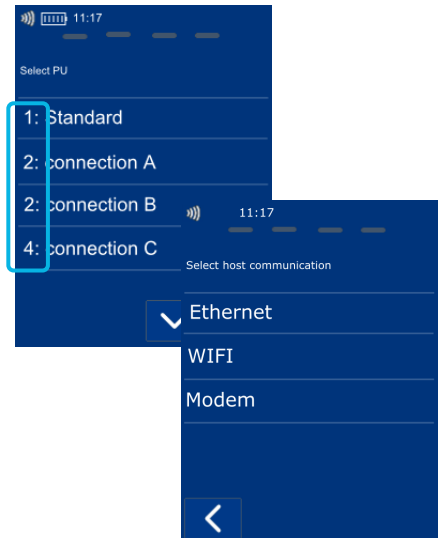 11:17
Select PU
1: Standard
2: connection A
2: connection B
4: connection C
11:17
Select host communication
Ethernet
WIFI
Modem